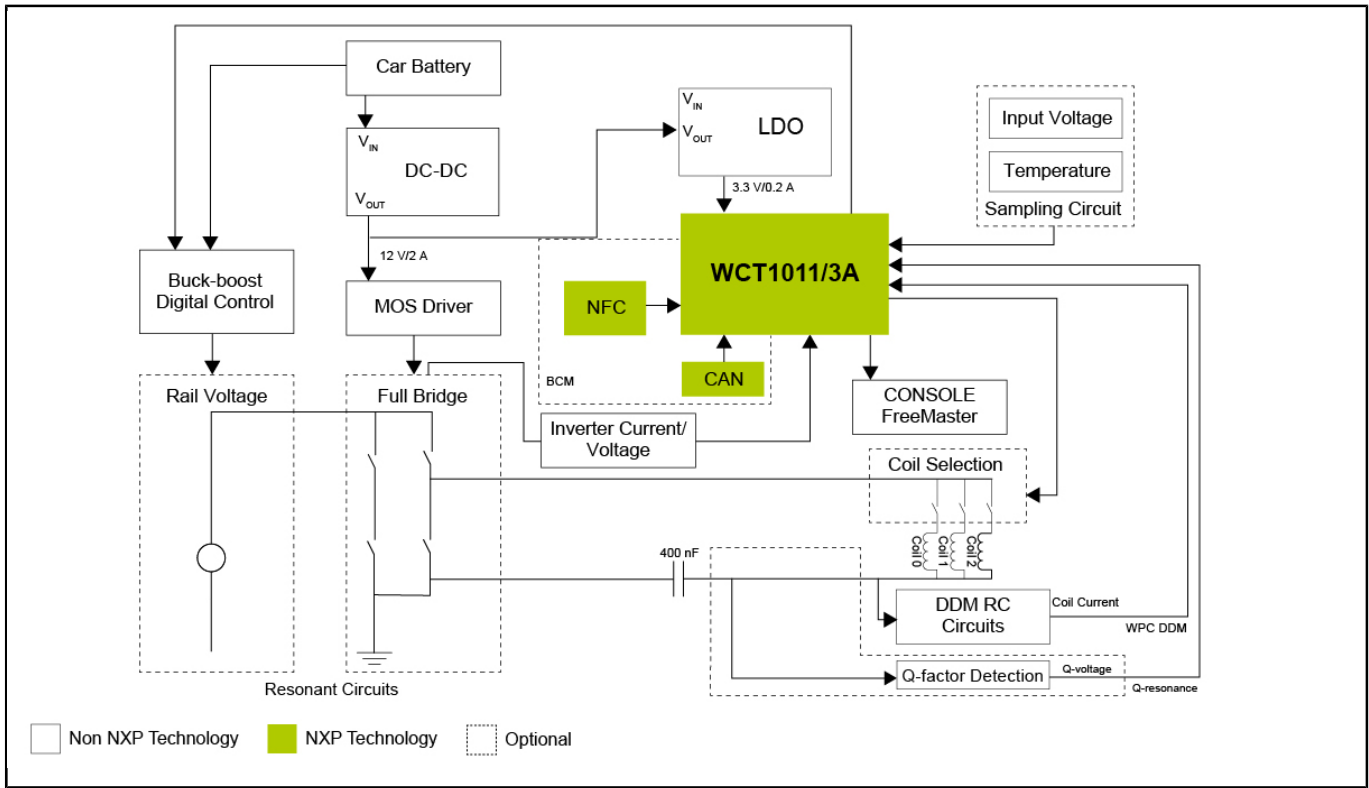 Car Battery
VIN
DC-DC
VOUT
12 V/2 A
VIN
LDO
VOUT
3.3 V/0.2 A
Input Voltage
Temperature
Sampling Circuit
Buck-boost
Digital Control
MOS Driver
WCT1011/3A
NFC
CAN
BCM
Rail Voltage
Full Bridge
Inverter Current/
Voltage
CONSOLE
FreeMaster
Coil Selection
Coil 0
Coil 1
Coil 2
400 nF
DDM RC
Circuits
Coil Current
WPC DDM
Q-factor Detection
Q-voltage
Q-resonance
Resonant Circuits
Non NXP Technology
NXP Technology
Optional